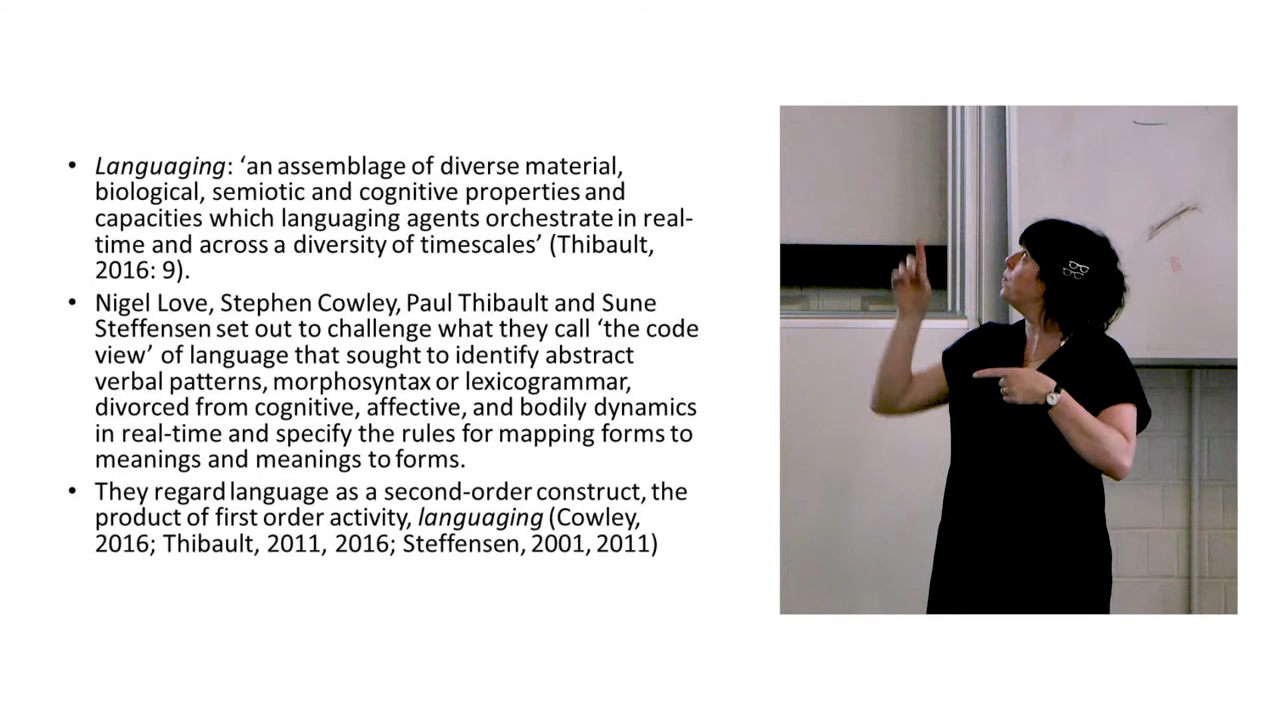 • Languaging: ‘an assemblage of diverse material,
biological, semiotic and cognitive properties and
capacities which languaging agents orchestrate in real-
time and across a diversity of timescales’ (Thibault,
2016: 9).
• Nigel Love, Stephen Cowley, Paul Thibault and Sune
Steffensen set out to challenge what they call ‘the code
view’ of language that sought to identify abstract
verbal patterns, morphosyntax or lexicogrammar,
divorced from cognitive, affective, and bodily dynamics
in real-time and specify the rules for mapping forms to
meanings and meanings to forms.
• They regard language as a second-order construct, the
product of first order activity, languaging (Cowley,
2016; Thibault, 2011, 2016; Steffensen, 2001, 2011)